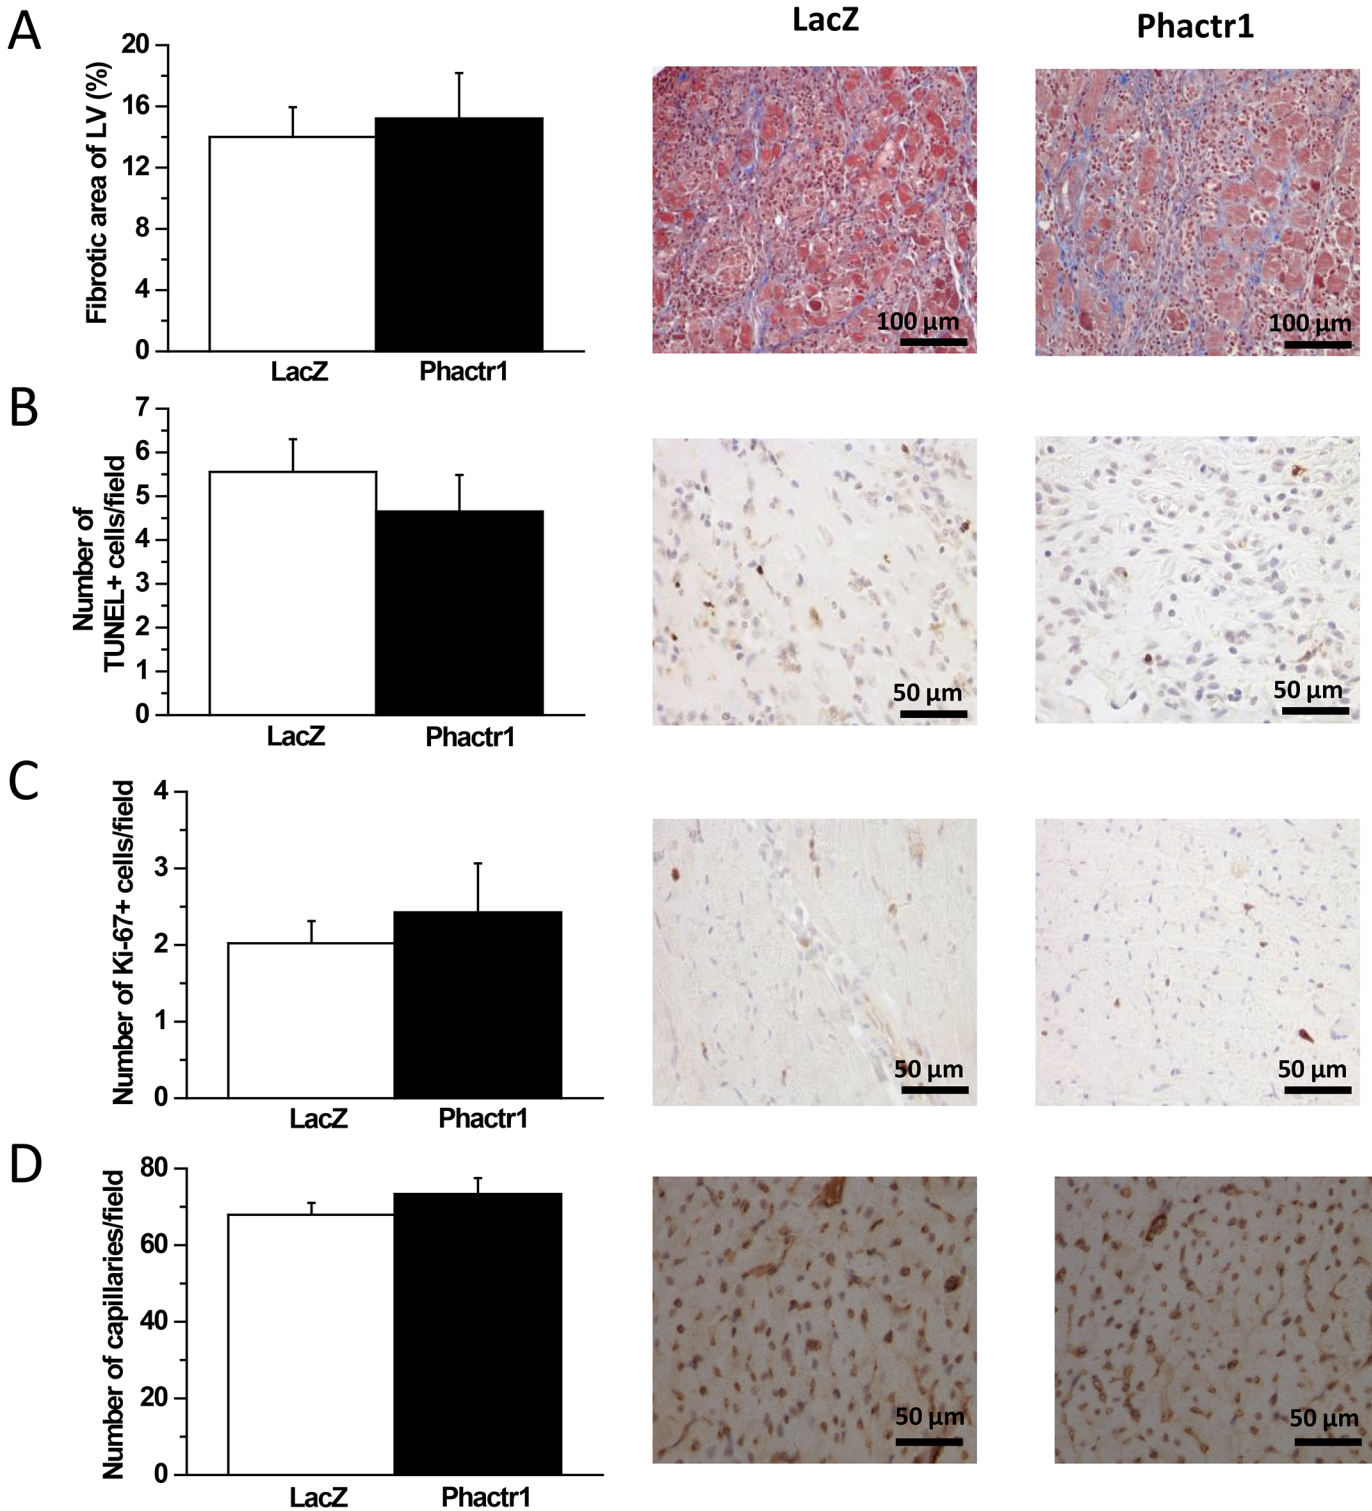 LacZ
Phactr1
A
Fibrotic area of LV (%)
20
16
12
8
4
0
LacZ
Phactr1
100 µm
100 µm
B
Number of
TUNEL+ cells/field
7
6
5
4
3
2
1
0
LacZ
Phactr1
50 µm
50 µm
C
Number of Ki-67+ cells/field
4
3
2
1
0
LacZ
Phactr1
50 µm
50 µm
D
Number of capillaries/field
80
60
40
20
0
LacZ
Phactr1
50 µm
50 µm